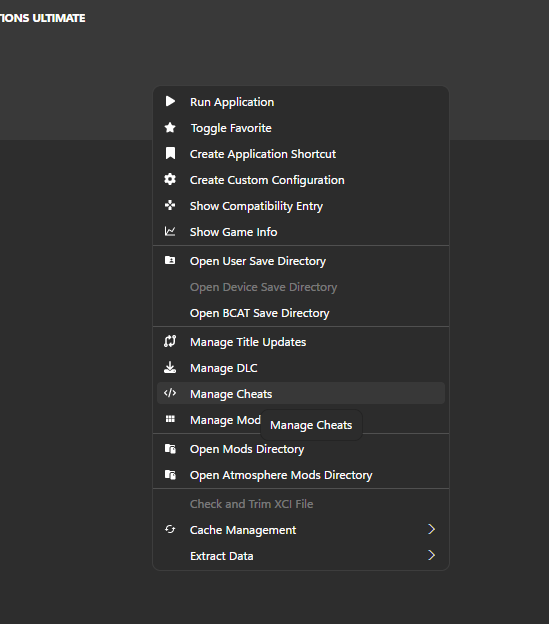 TIONS ULTIMATE
Run Application
Toggle Favorite
Create Application Shortcut
Create Custom Configuration
Show Compatibility Entry
Show Game Info
Open User Save Directory
Open Device Save Directory
Open BCAT Save Directory
Manage Title Updates
Manage DLC
Manage Cheats
Manage Mod
Manage Cheats
Open Mods Directory
Open Atmosphere Mods Directory
Check and Trim XCI File
Cache Management
Extract Data